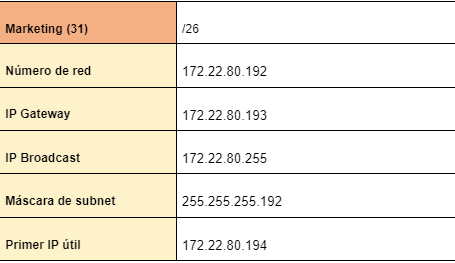 Marketing (31) /26
Número de red 172.22.80.192
IP Gateway 172.22.80.193
IP Broadcast 172.22.80.255
Máscara de subnet 255.255.255.192
Primer IP útil 172.22.80.194